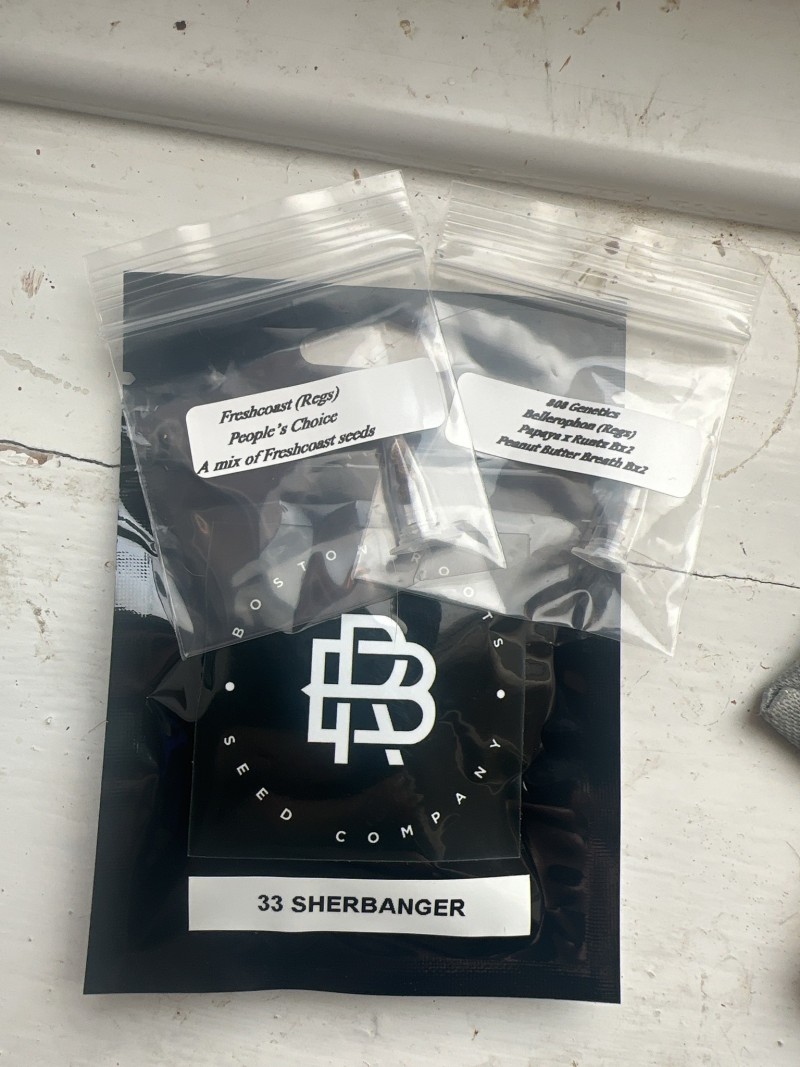 Freshcoast (Regs)
People's Choice
A mix of Freshcoast seeds
808 Genetics
Bellerophon (Regs)
Papaya x Runtz Bx2
Peanut Butter Breath Bx2
BOSTON ROOTS
BR
SEED COMPANY
33 SHERBANGER